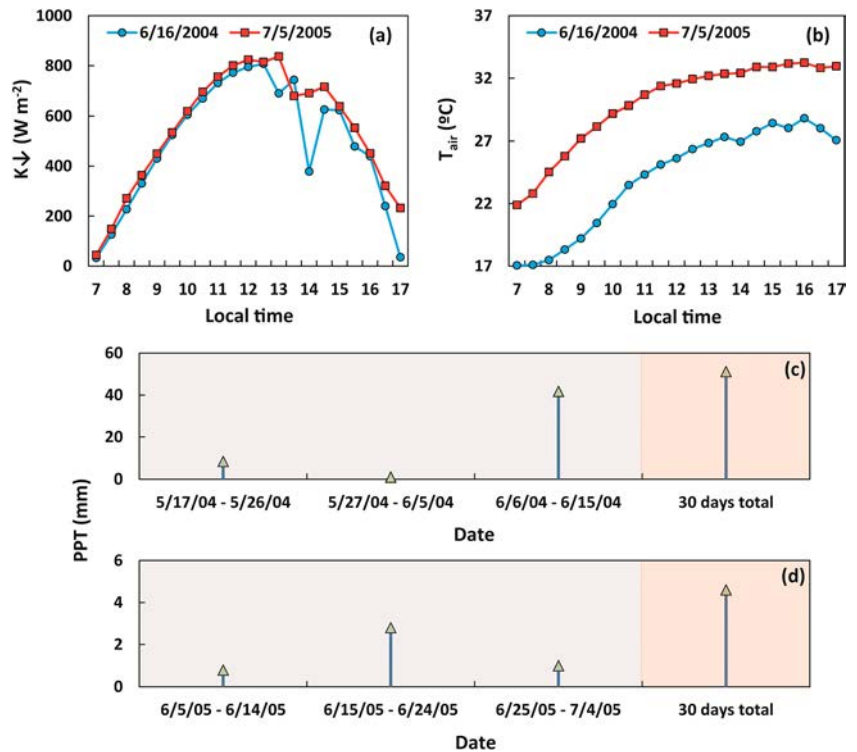 6/16/2004 7/5/2005 (a)
K↓ (W m⁻²)
1000
800
600
400
200
0
7 8 9 10 11 12 13 14 15 16 17
Local time
6/16/2004 7/5/2005
(b)
T_air (ºC)
37
32
27
22
17
7 8 9 10 11 12 13 14 15 16 17
Local time
PPT (mm)
(c)
60
40
20
0
5/17/04 - 5/26/04 5/27/04 - 6/5/04 6/6/04 - 6/15/04 30 days total
Date
(d)
6
4
2
0
6/5/05 - 6/14/05 6/15/05 - 6/24/05 6/25/05 - 7/4/05 30 days total
Date